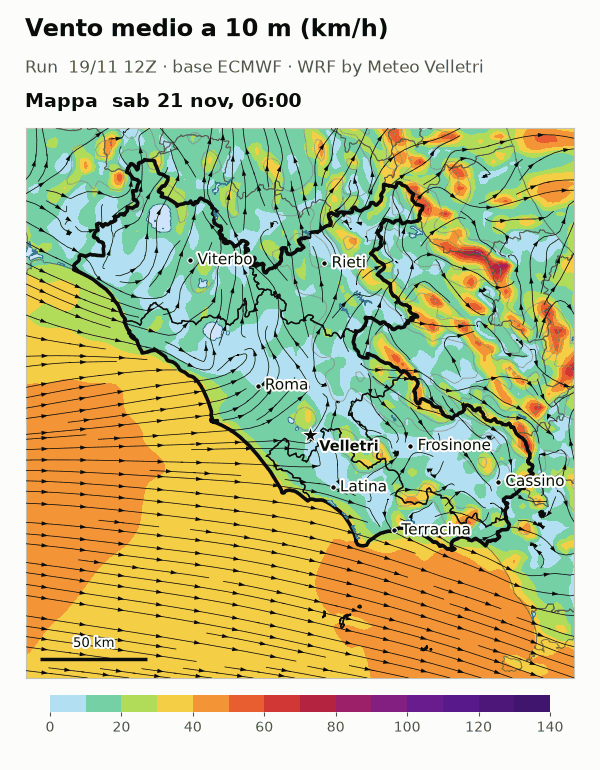 Vento medio a 10 m (km/h)
Run 19/11 12Z · base ECMWF · WRF by Meteo Velletri
Mappa sab 21 nov, 06:00
Viterbo
Rieti
Roma
Velletri
Frosinone
Cassino
Latina
Terracina
50 km
0 20 40 60 80 100 120 140